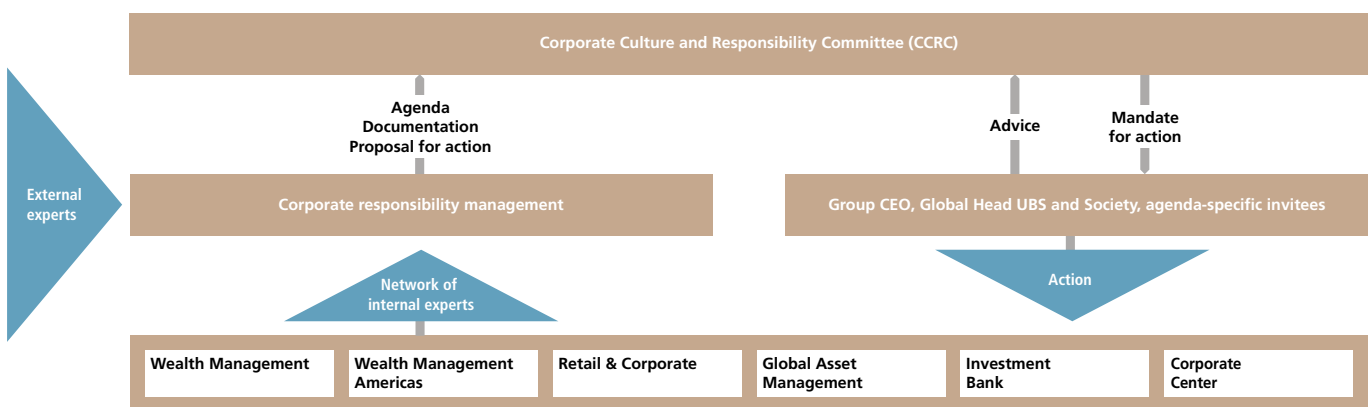 Corporate Culture and Responsibility Committee (CCRC)
Agenda
Documentation
Proposal for action
Advice
Mandate
for action
External
experts
Corporate responsibility management
Group CEO, Global Head UBS and Society, agenda-specific invitees
Network of
internal experts
Action
Wealth Management
Wealth Management
Americas
Retail & Corporate
Global Asset
Management
Investment
Bank
Corporate
Center